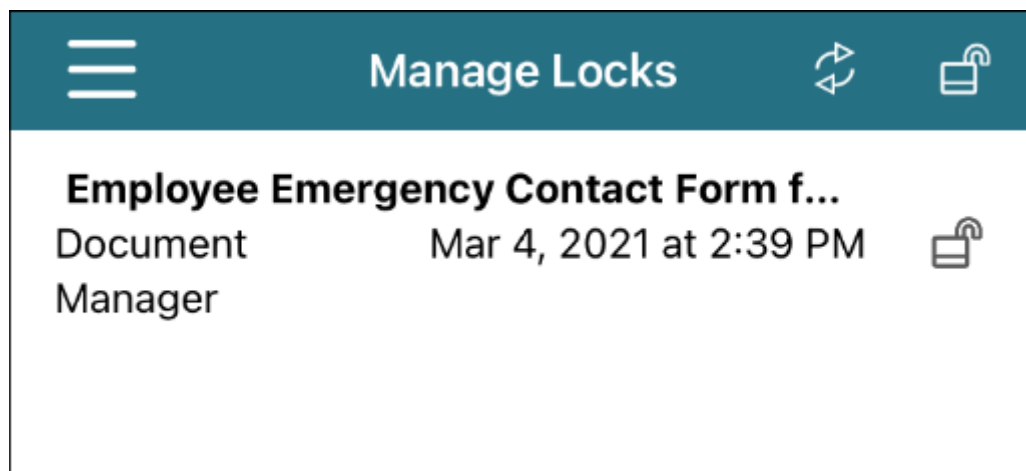 Manage Locks
Employee Emergency Contact Form f...
Document Mar 4, 2021 at 2:39 PM
Manager